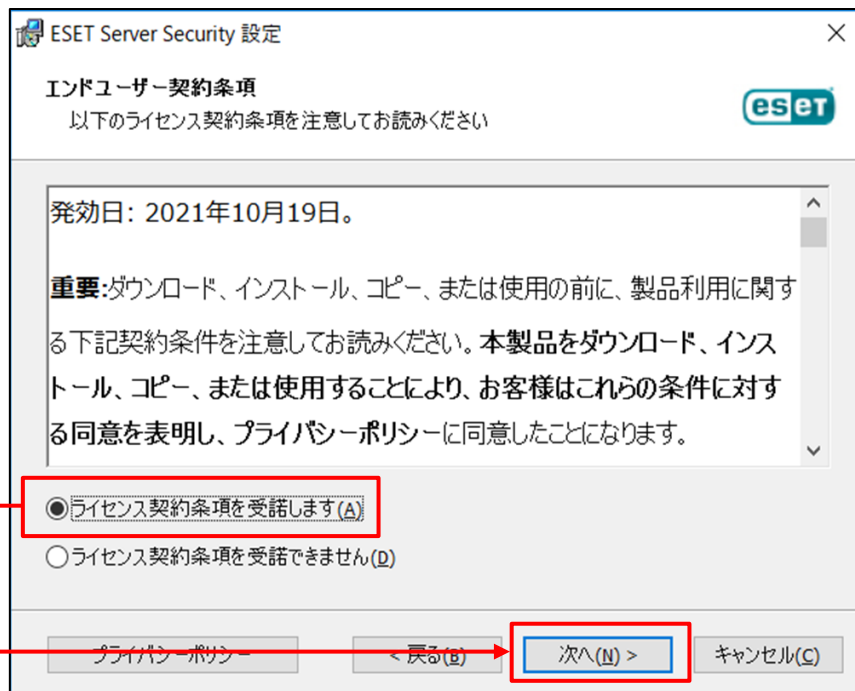 ESET Server Security 設定
エンドユーザー契約条項
以下のライセンス契約条項を注意してお読みください
eseT
発効日: 2021年10月19日。
重要:ダウンロード、インストール、コピー、または使用の前に、製品利用に関す
る下記契約条件を注意してお読みください。本製品をダウンロード、インス
トール、コピー、または使用することにより、お客様はこれらの条件に対す
る同意を表明し、プライバシーポリシーに同意したことになります。
ライセンス契約条項を受諾します(A)
ライセンス契約条項を受諾できません(D)
プライバシーポリシー
< 戻る(B)
次へ(N) >
キャンセル(C)